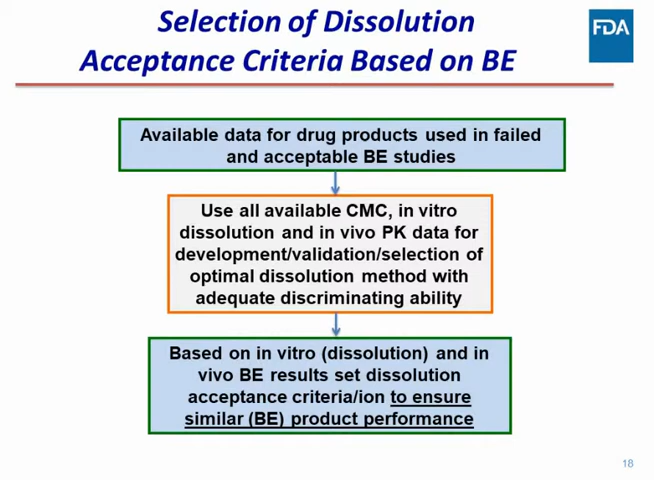 Selection of Dissolution
Acceptance Criteria Based on BE
FDA
Available data for drug products used in failed
and acceptable BE studies
Use all available CMC, in vitro
dissolution and in vivo PK data for
development/validation/selection of
optimal dissolution method with
adequate discriminating ability
Based on in vitro (dissolution) and in
vivo BE results set dissolution
acceptance criteria/ion to ensure
similar (BE) product performance
18